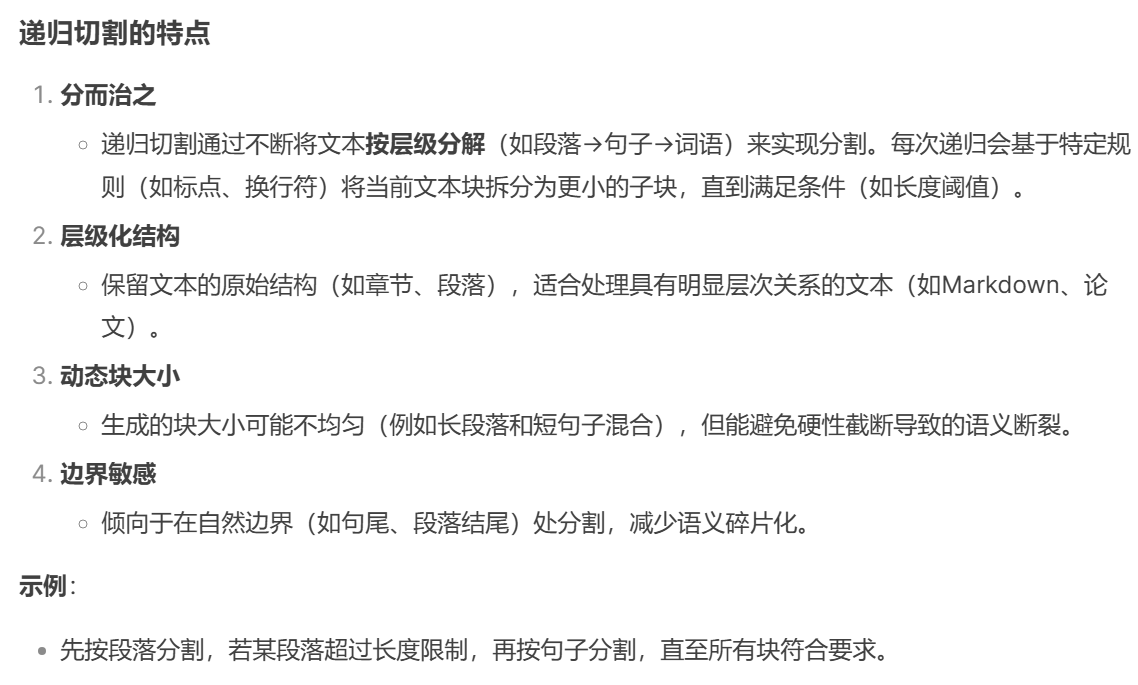 递归切割的特点
1. 分而治之
○ 递归切割通过不断将文本按层级分解（如段落→句子→词语）来实现分割。每次递归会基于特定规
则（如标点、换行符）将当前文本块拆分为更小的子块，直到满足条件（如长度阈值）。
2. 层级化结构
○ 保留文本的原始结构（如章节、段落），适合处理具有明显层次关系的文本（如Markdown、论
文）。
3. 动态块大小
○ 生成的块大小可能不均匀（例如长段落和短句子混合），但能避免硬性截断导致的语义断裂。
4. 边界敏感
○ 倾向于在自然边界（如句尾、段落结尾）处分割，减少语义碎片化。
示例：
• 先按段落分割，若某段落超过长度限制，再按句子分割，直至所有块符合要求。